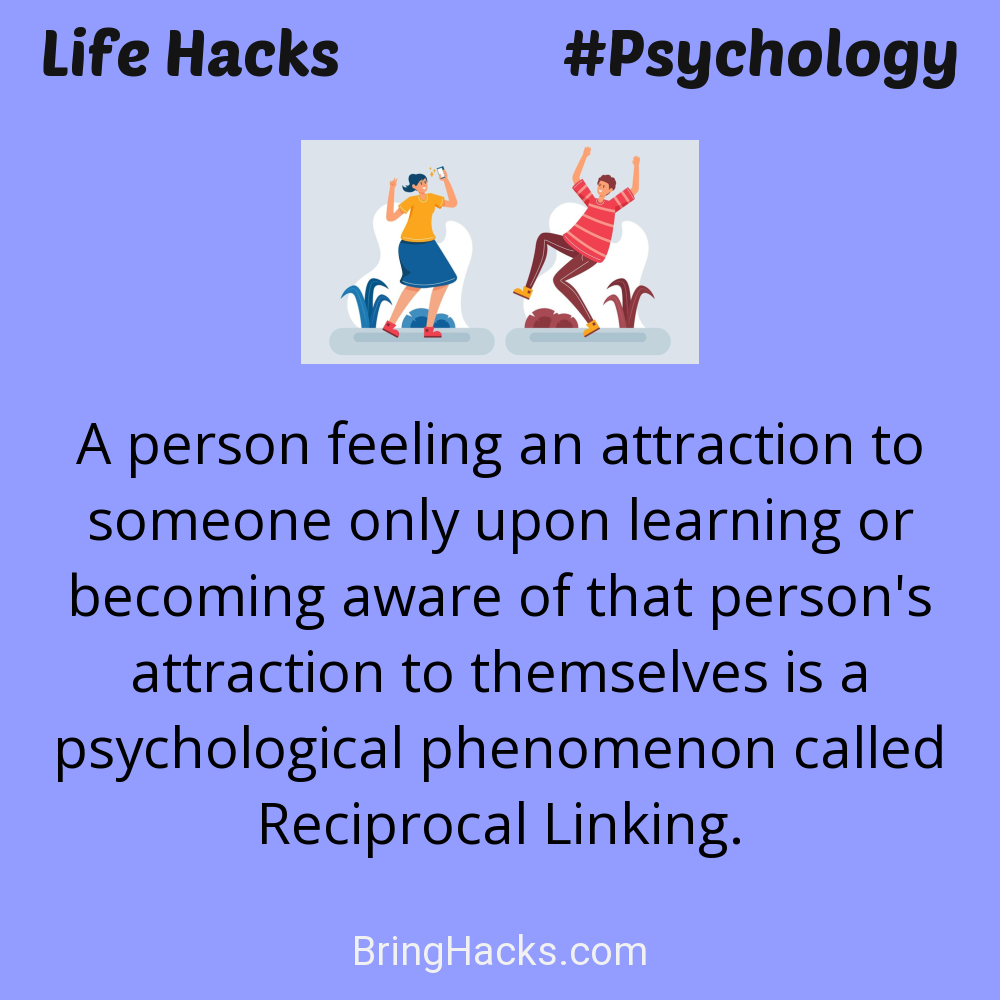 Life Hacks #Psychology
A person feeling an attraction to
someone only upon learning or
becoming aware of that person's
attraction to themselves is a
psychological phenomenon called
Reciprocal Linking.
BringHacks.com